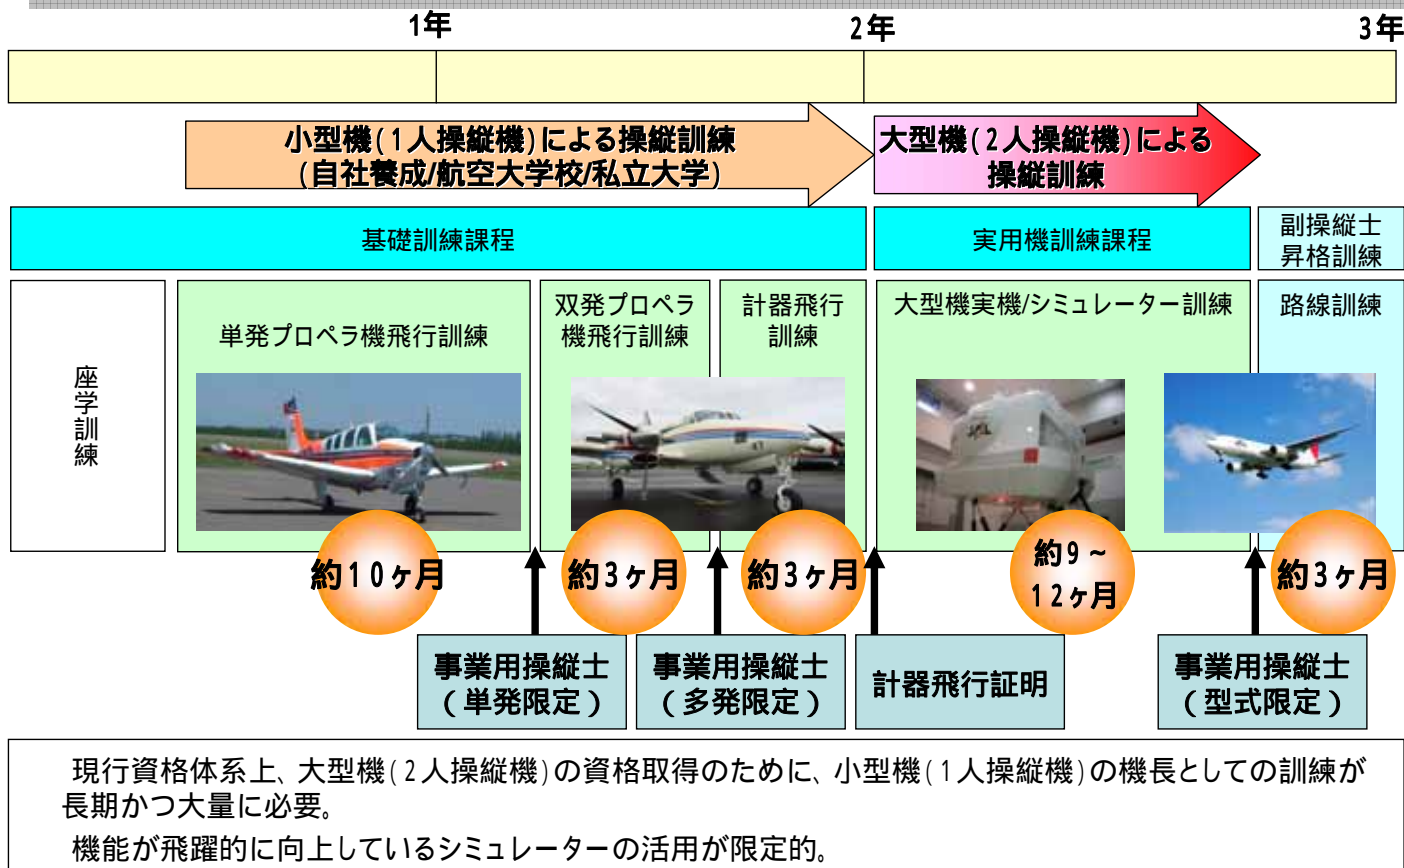 1年
2年
3年
小型機(1人操縦機)による操縦訓練
(自社養成/航空大学校/私立大学)
大型機(2人操縦機)による
操縦訓練
基礎訓練課程
実用機訓練課程
副操縦士
昇格訓練
座学訓練
単発プロペラ機飛行訓練
双発プロペラ
機飛行訓練
計器飛行
訓練
大型機実機/シミュレーター訓練
路線訓練
JAL
約10ヶ月
約3ヶ月
約3ヶ月
約9~
12ヶ月
約3ヶ月
事業用操縦士
(単発限定)
事業用操縦士
(多発限定)
計器飛行証明
事業用操縦士
(型式限定)
現行資格体系上、大型機(2人操縦機)の資格取得のために、小型機(1人操縦機)の機長としての訓練が
長期かつ大量に必要。
機能が飛躍的に向上しているシミュレーターの活用が限定的。